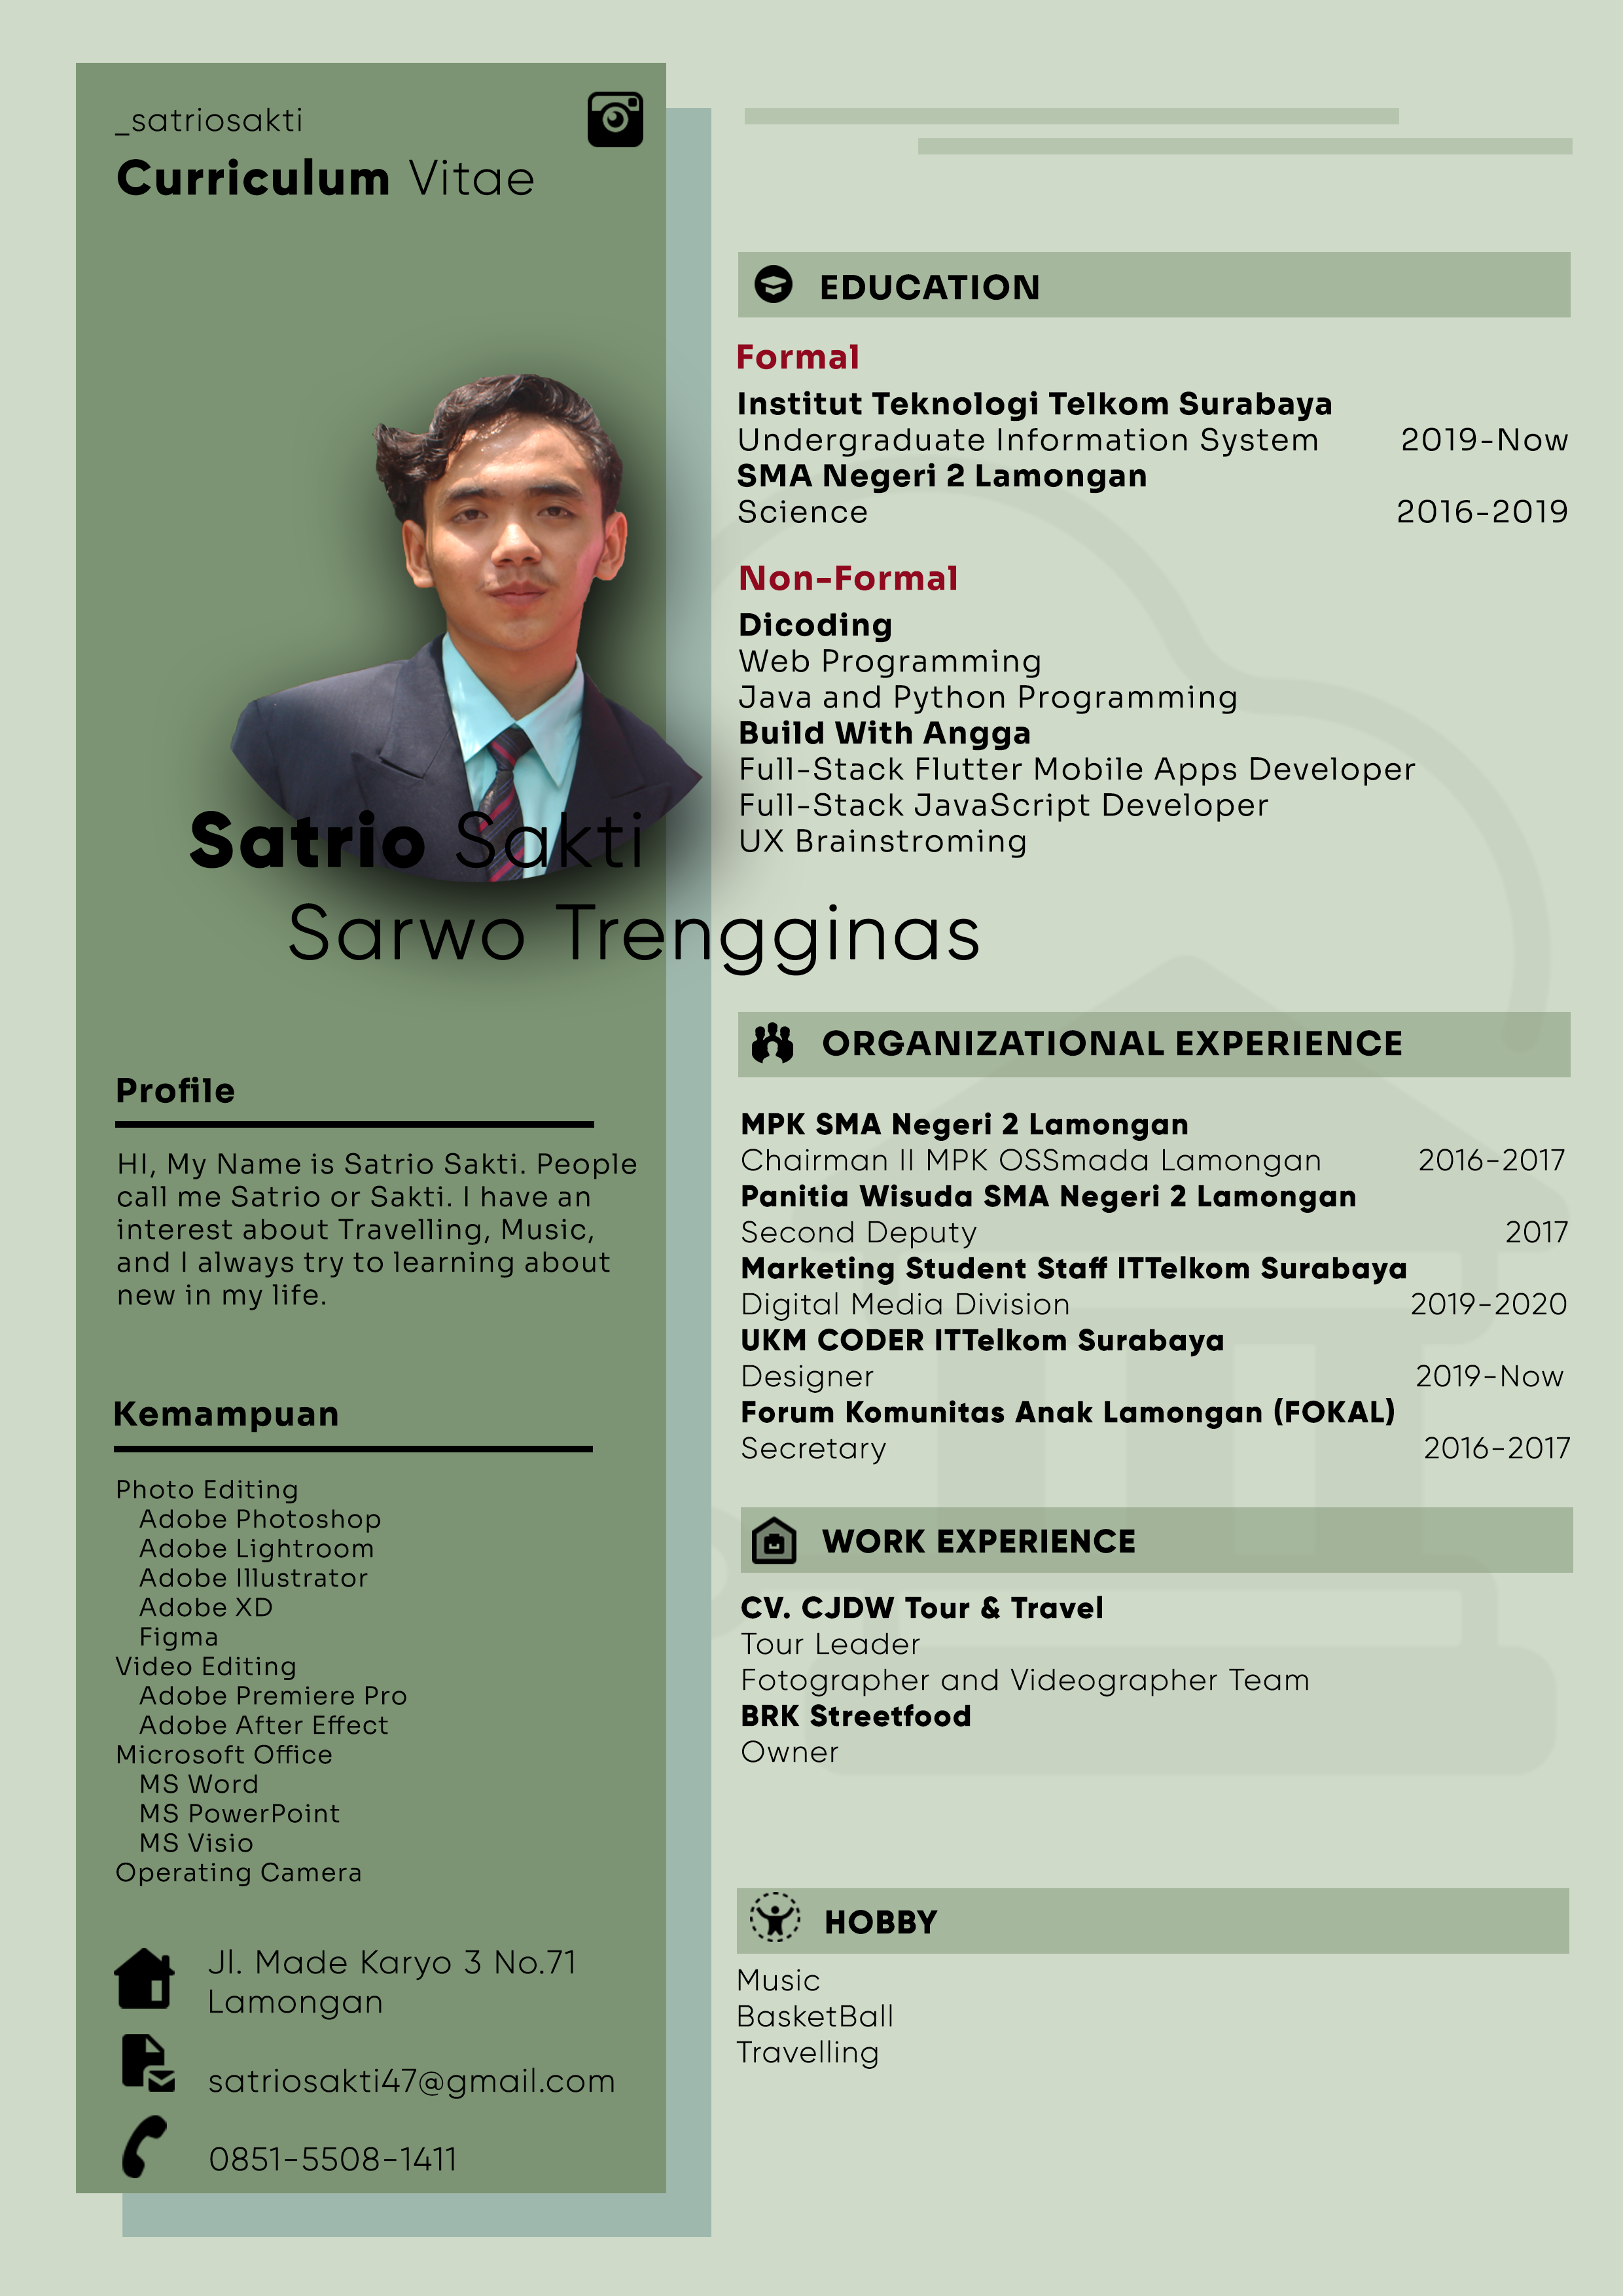 _satriosakti
Curriculum Vitae
Satrio Sakti
Sarwo Trengginas
Profile
HI, My Name is Satrio Sakti. People
call me Satrio or Sakti. I have an
interest about Travelling, Music,
and I always try to learning about
new in my life.
Kemampuan
Photo Editing
Adobe Photoshop
Adobe Lightroom
Adobe Illustrator
Adobe XD
Figma
Video Editing
Adobe Premiere Pro
Adobe After Effect
Microsoft Office
MS Word
MS PowerPoint
MS Visio
Operating Camera
Jl. Made Karyo 3 No.71
Lamongan
satriosakti47@gmail.com
0851-5508-1411
EDUCATION
Formal
Institut Teknologi Telkom Surabaya
Undergraduate Information System 2019-Now
SMA Negeri 2 Lamongan
Science 2016-2019
Non-Formal
Dicoding
Web Programming
Java and Python Programming
Build With Angga
Full-Stack Flutter Mobile Apps Developer
Full-Stack JavaScript Developer
UX Brainstroming
ORGANIZATIONAL EXPERIENCE
MPK SMA Negeri 2 Lamongan
Chairman II MPK OSSmada Lamongan 2016-2017
Panitia Wisuda SMA Negeri 2 Lamongan
Second Deputy 2017
Marketing Student Staff ITTelkom Surabaya
Digital Media Division 2019-2020
UKM CODER ITTelkom Surabaya
Designer 2019-Now
Forum Komunitas Anak Lamongan (FOKAL)
Secretary 2016-2017
WORK EXPERIENCE
CV. CJDW Tour & Travel
Tour Leader
Fotographer and Videographer Team
BRK Streetfood
Owner
HOBBY
Music
BasketBall
Travelling